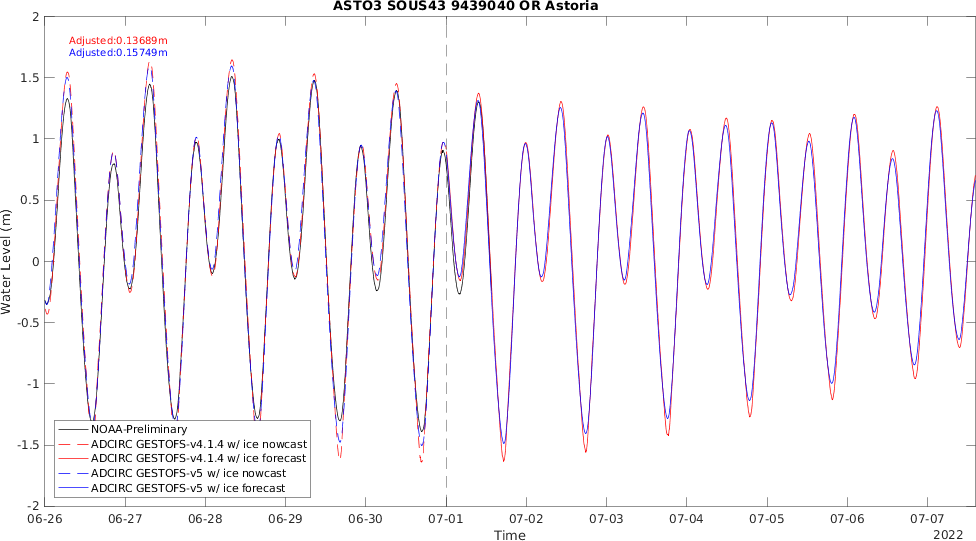 ASTO3 SOUS43 9439040 OR Astoria
Adjusted:0.13689m
Adjusted:0.15749m
2
1.5
1
0.5
0
-0.5
-1
-1.5
-2
Water Level (m)
NOAA-Preliminary
ADCIRC GESTOFS-v4.1.4 w/ ice nowcast
ADCIRC GESTOFS-v4.1.4 w/ ice forecast
ADCIRC GESTOFS-v5 w/ ice nowcast
ADCIRC GESTOFS-v5 w/ ice forecast
06-26 06-27 06-28 06-29 06-30 07-01 07-02 07-03 07-04 07-05 07-06 07-07
Time
2022